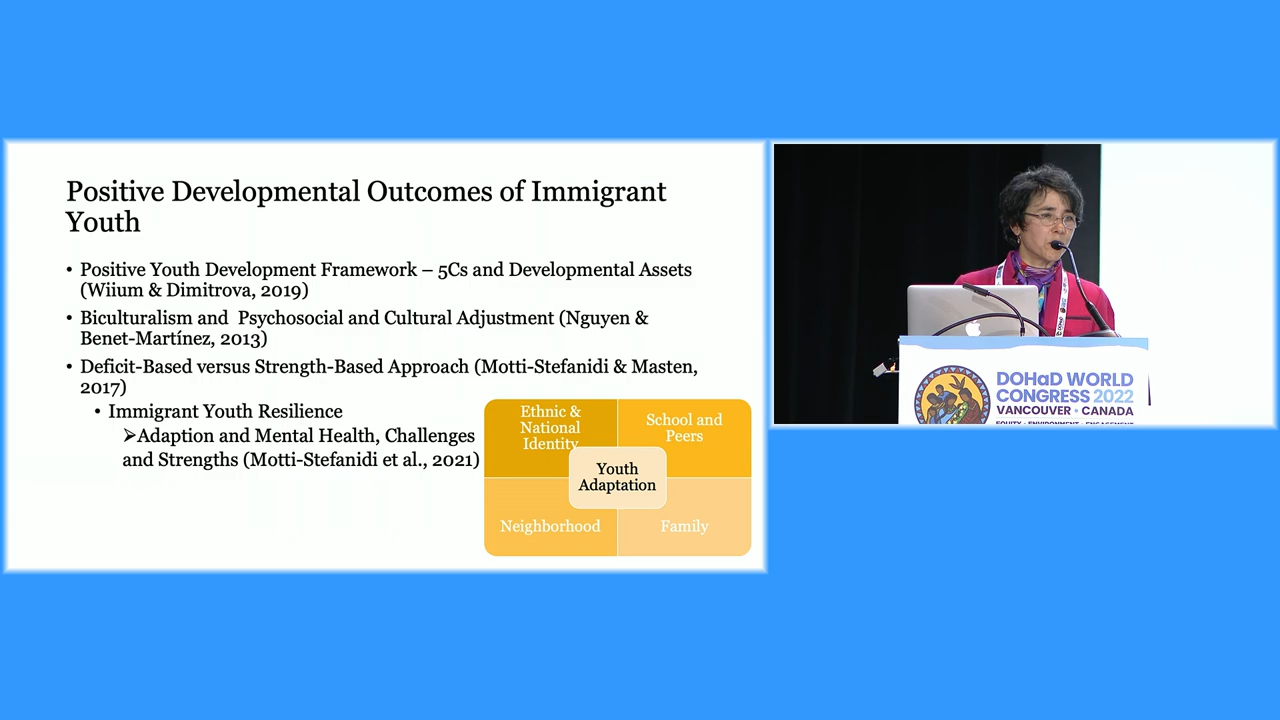 Positive Developmental Outcomes of Immigrant
Youth
• Positive Youth Development Framework – 5Cs and Developmental Assets
(Wiium & Dimitrova, 2019)
• Biculturalism and Psychosocial and Cultural Adjustment (Nguyen &
Benet-Martínez, 2013)
• Deficit-Based versus Strength-Based Approach (Motti-Stefanidi & Masten,
2017)
• Immigrant Youth Resilience
➢Adaption and Mental Health, Challenges
and Strengths (Motti-Stefanidi et al., 2021)
Ethnic &
National
Identity
School and
Peers
Youth
Adaptation
Neighborhood
Family
DOHaD WORLD
CONGRESS 2022
VANCOUVER • CANADA
EQUITY • ENVIRONMENT • ENGAGEMENT